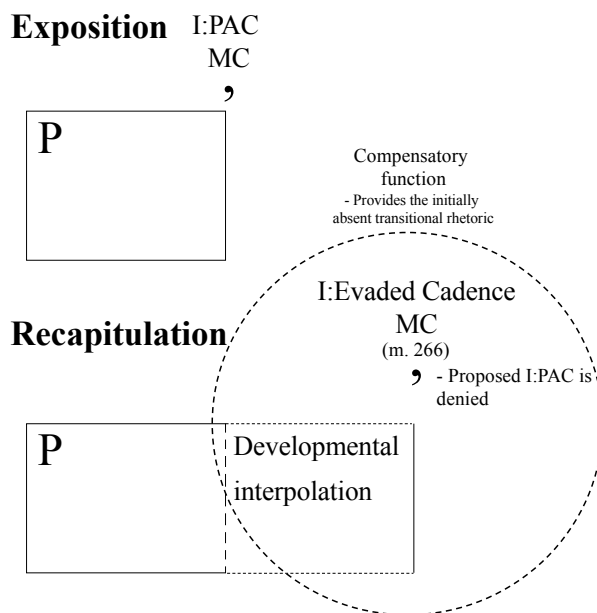 Exposition
I:PAC
MC
,
P
Compensatory
function
- Provides the initially
absent transitional rhetoric
I:Evaded Cadence
MC
(m. 266)
, - Proposed I:PAC is
denied
Recapitulation
P
Developmental
interpolation